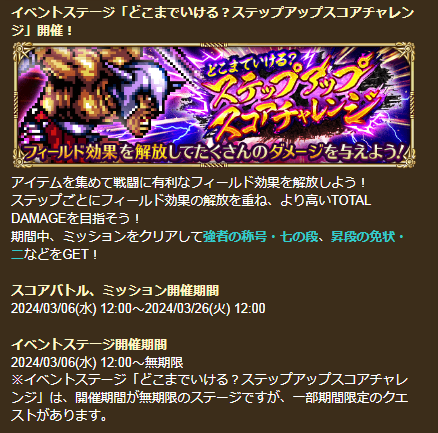 イベントステージ「どこまでいける？ステップアップスコアチャレン
ジ」開催！
どこまでいける？
ステップアップ
スコアチャレンジ
フィールド効果を解放してたくさんのダメージを与えよう！
アイテムを集めて戦闘に有利なフィールド効果を解放しよう！
ステップごとにフィールド効果の解放を重ね、より高いTOTAL
DAMAGEを目指そう！
期間中、ミッションをクリアして強者の称号・七の段、昇段の免状・
二などをGET！
スコアバトル、ミッション開催期間
2024/03/06(水) 12:00～2024/03/26(火) 12:00
イベントステージ開催期間
2024/03/06(水) 12:00～無期限
※イベントステージ「どこまでいける？ステップアップスコアチャレ
ンジ」は、開催期間が無期限のステージですが、一部期間限定のクエ
ストがあります。